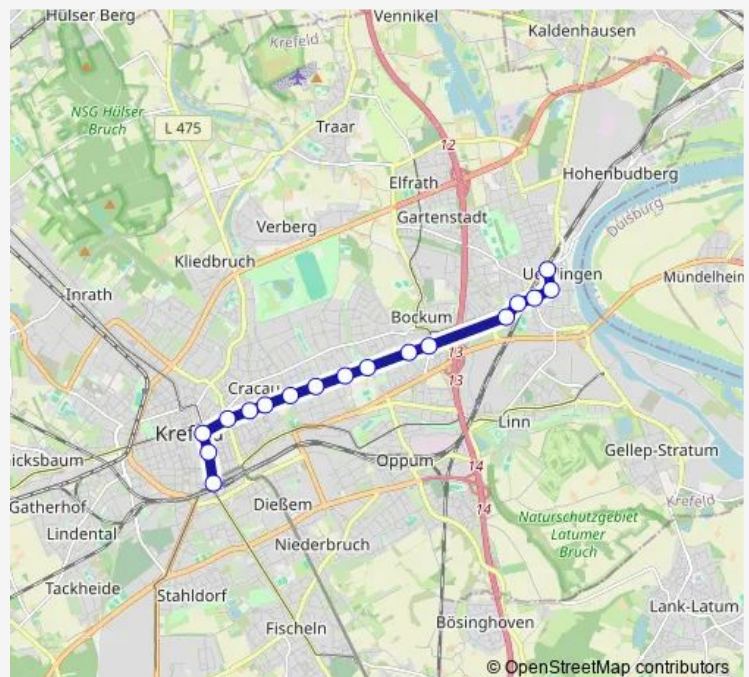 Hülser Berg
Vennikel
Kaldenhausen
Krefeld
NSG Hülser
Bruch
L 475
Traar
12
Elfrath
Hohenbudberg
Gartenstadt
Duisburg
Verberg
Kliedbruch
Mündelheim
Inrath
Bockum
13
13
Cracau
Linn
icksbaum
Oppum
Gellep-Stratum
14
14
Krefeld
Gatherhof
Dießem
Naturschutzgebiet
Latumer
Bruch
Lindental
Niederbruch
Tackheide
Stahldorf
Lank-Latum
Fischeln
Bösinghoven
© OpenStreetMap contributors